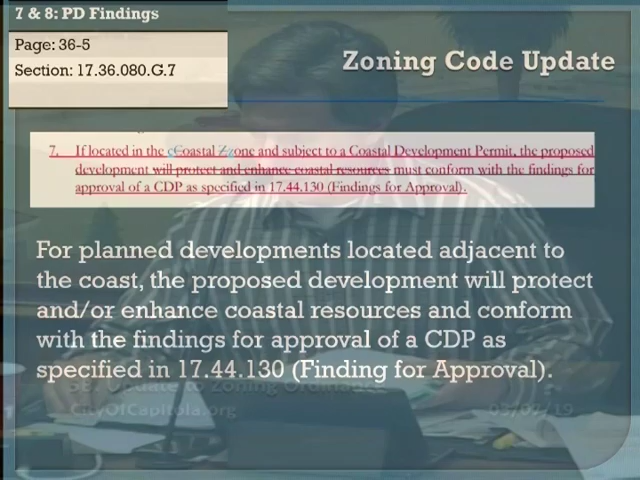 7 & 8: PD Findings
Page: 36-5
Section: 17.36.080.G.7
Zoning Code Update
7. If located in the cCoastal Zzone and subject to a Coastal Development Permit, the proposed
development will protect and enhance coastal resources must conform with the findings for
approval of a CDP as specified in 17.44.130 (Findings for Approval).
For planned developments located adjacent to
the coast, the proposed development will protect
and/or enhance coastal resources and conform
with the findings for approval of a CDP as
specified in 17.44.130 (Finding for Approval).
Update to Zoning Ordinance
CityOfCapitola.org